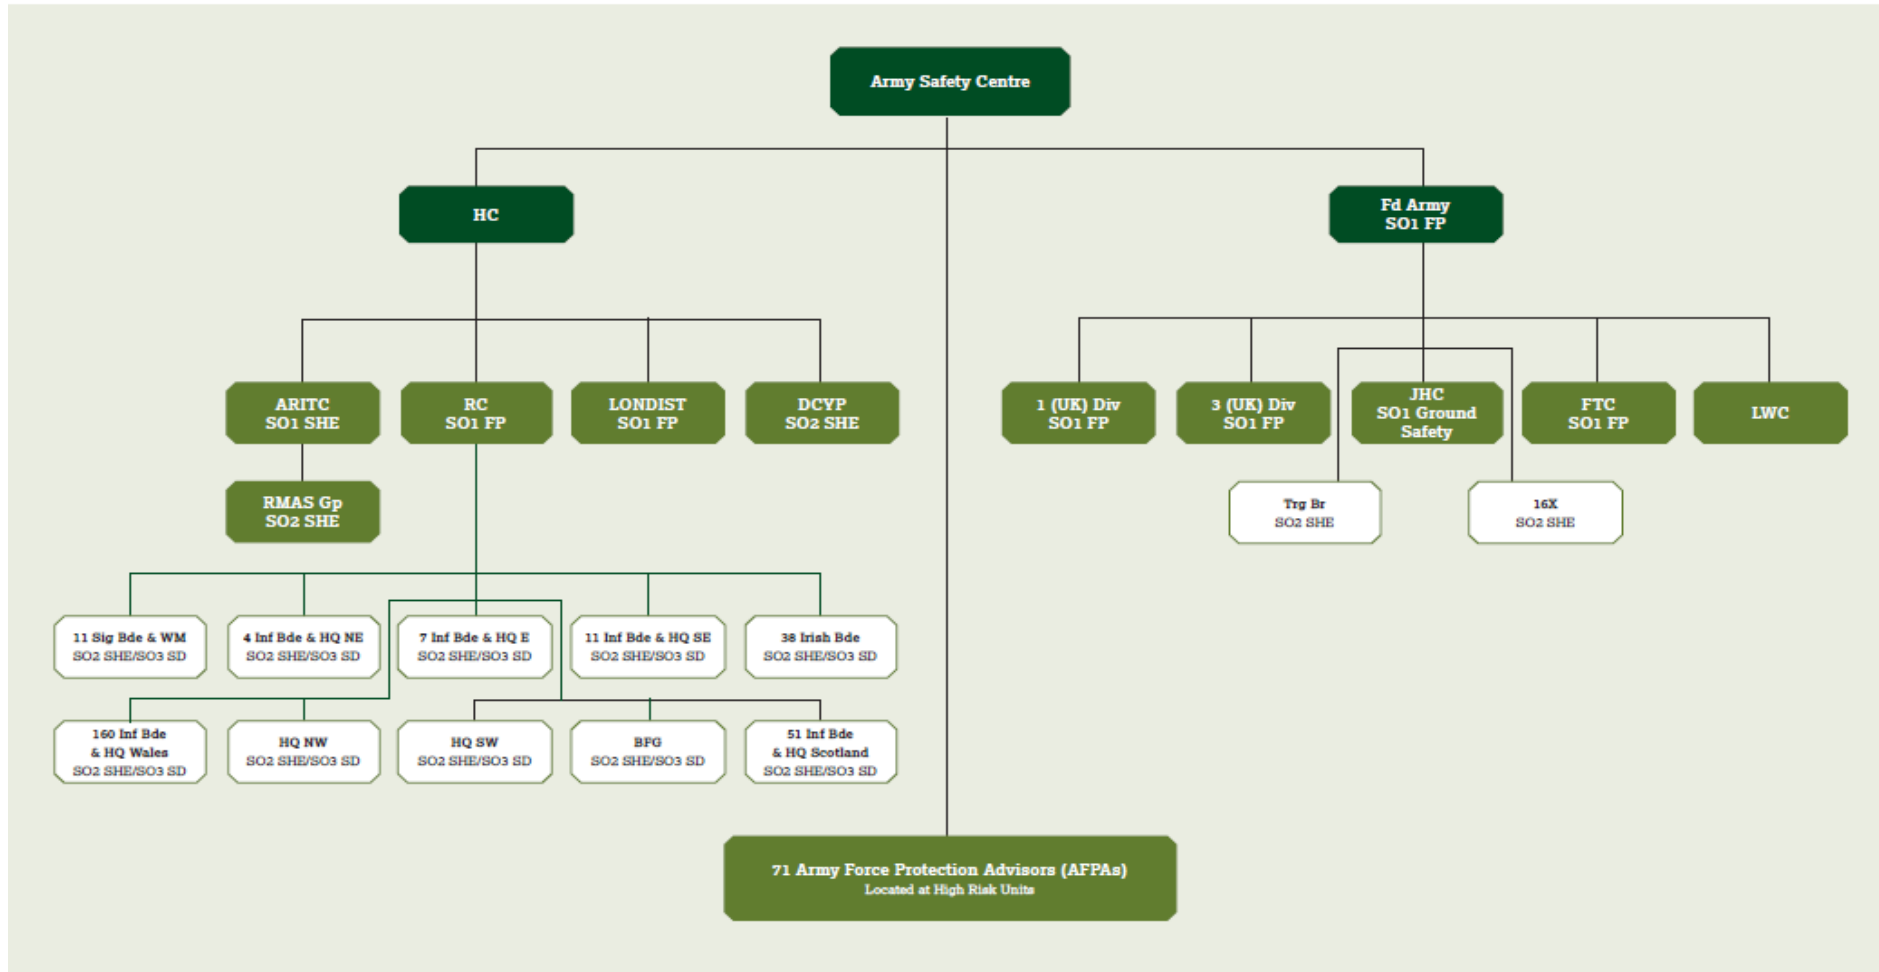 Army Safety Centre
HC
Fd Army
SO1 FP
ARITC
SO1 SHE
RC
SO1 FP
LONDIST
SO1 FP
DCYP
SO2 SHE
1 (UK) Div
SO1 FP
3 (UK) Div
SO1 FP
JHC
SO1 Ground
Safety
FTC
SO1 FP
LWC
RMAS Gp
SO2 SHE
Trg Br
SO2 SHE
16X
SO2 SHE
11 Sig Bde & WM
SO2 SHE/SO3 SD
4 Inf Bde & HQ NE
SO2 SHE/SO3 SD
7 Inf Bde & HQ E
SO2 SHE/SO3 SD
11 Inf Bde & HQ SE
SO2 SHE/SO3 SD
38 Irish Bde
SO2 SHE/SO3 SD
160 Inf Bde
& HQ Wales
SO2 SHE/SO3 SD
HQ NW
SO2 SHE/SO3 SD
HQ SW
SO2 SHE/SO3 SD
BFG
SO2 SHE/SO3 SD
51 Inf Bde
& HQ Scotland
SO2 SHE/SO3 SD
71 Army Force Protection Advisors (AFPAs)
Located at High Risk Units